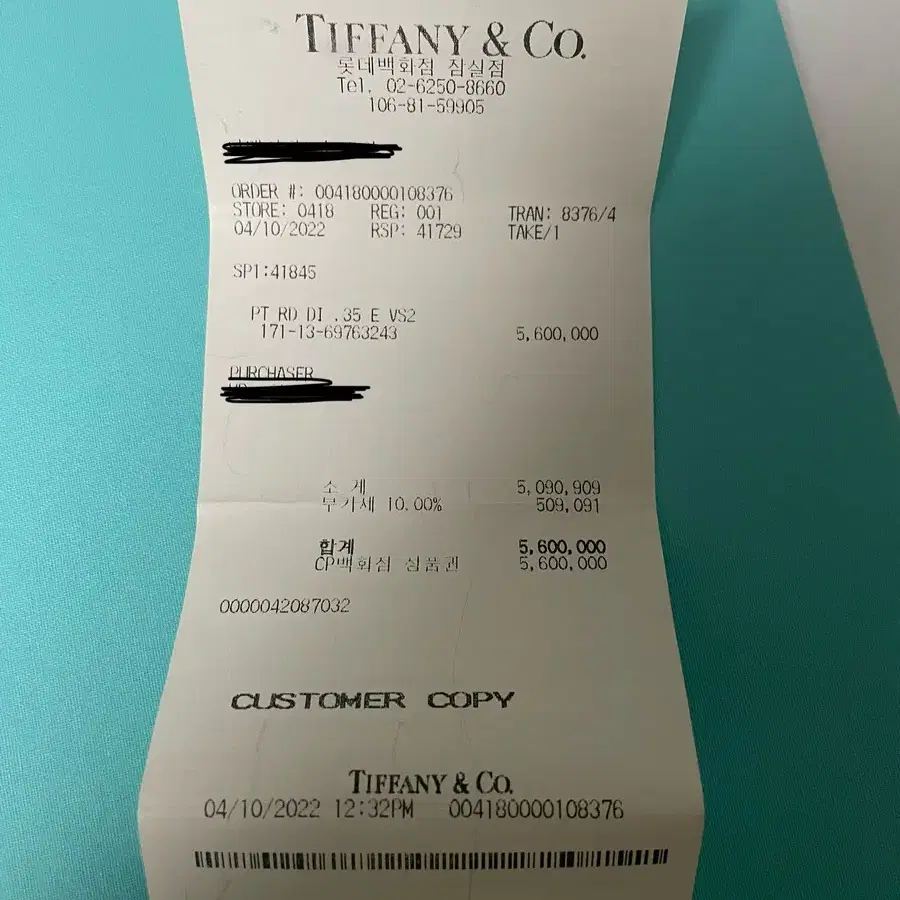 TIFFANY & CO.
롯데백화점 잠실점
Tel. 02-6250-8660
106-81-59905
ORDER #: 004180000108376
STORE: 0418 REG: 001 TRAN: 8376/4
04/10/2022 RSP: 41729 TAKE/1
SP1:41845
PT RD DI .35 E VS2
171-13-69763243 5,600,000
PURCHASER
소 계 5,090,909
부가세 10.00% 509,091
합계 5,600,000
CP백화점 상품권 5,600,000
0000042087032
CUSTOMER COPY
TIFFANY & CO.
04/10/2022 12:32PM 004180000108376